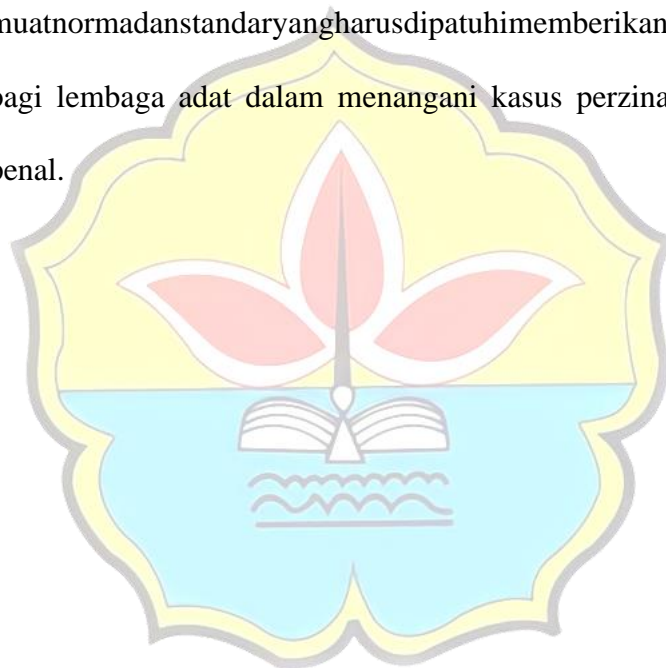 muatnormadanstandaryangharusdipatuhimemberikan
bagi lembaga adat dalam menangani kasus perzina
penal.